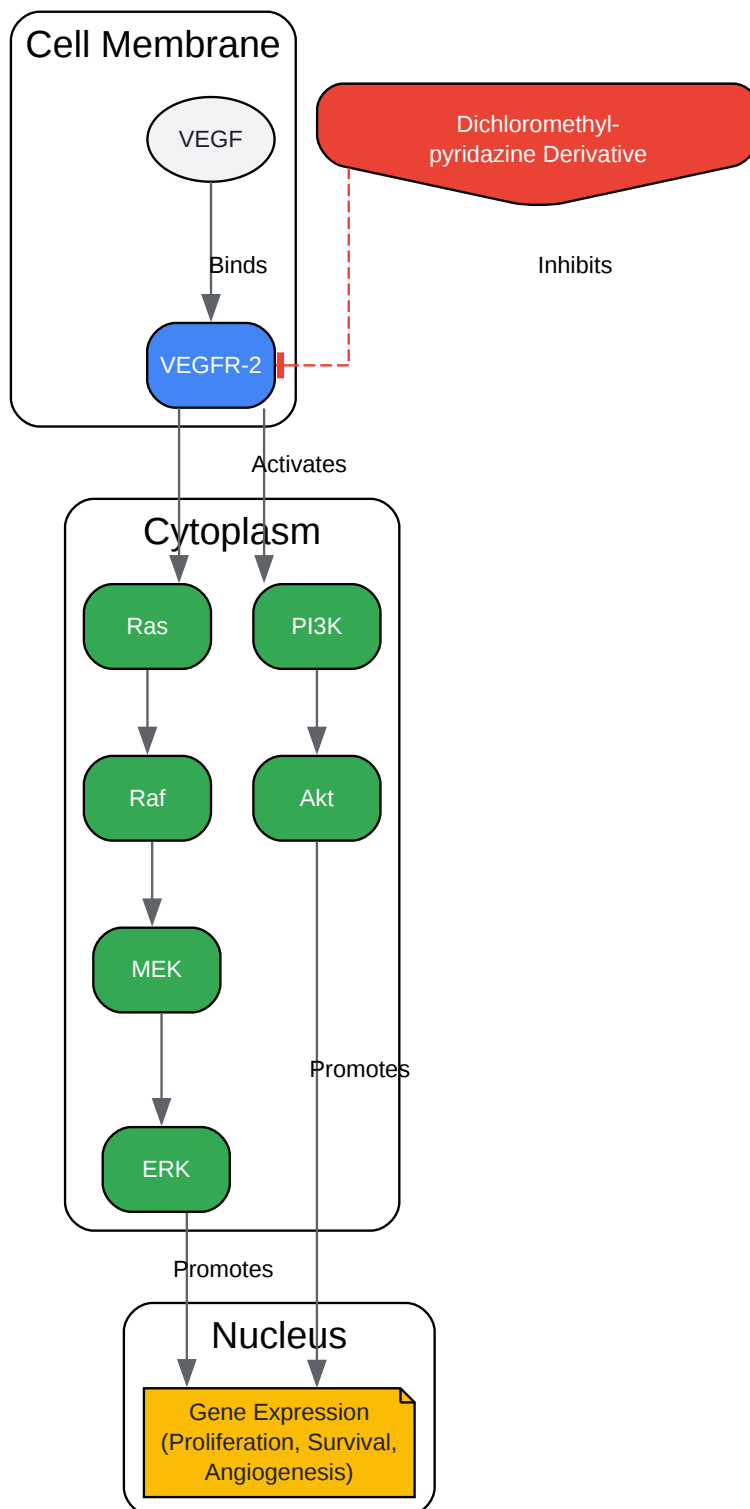 Cell Membrane
VEGF
Dichloromethyl-
pyridazine Derivative
Binds
Inhibits
VEGFR-2
Activates
Cytoplasm
Ras
PI3K
Raf
Akt
MEK
Promotes
ERK
Promotes
Nucleus
Gene Expression
(Proliferation, Survival,
Angiogenesis)